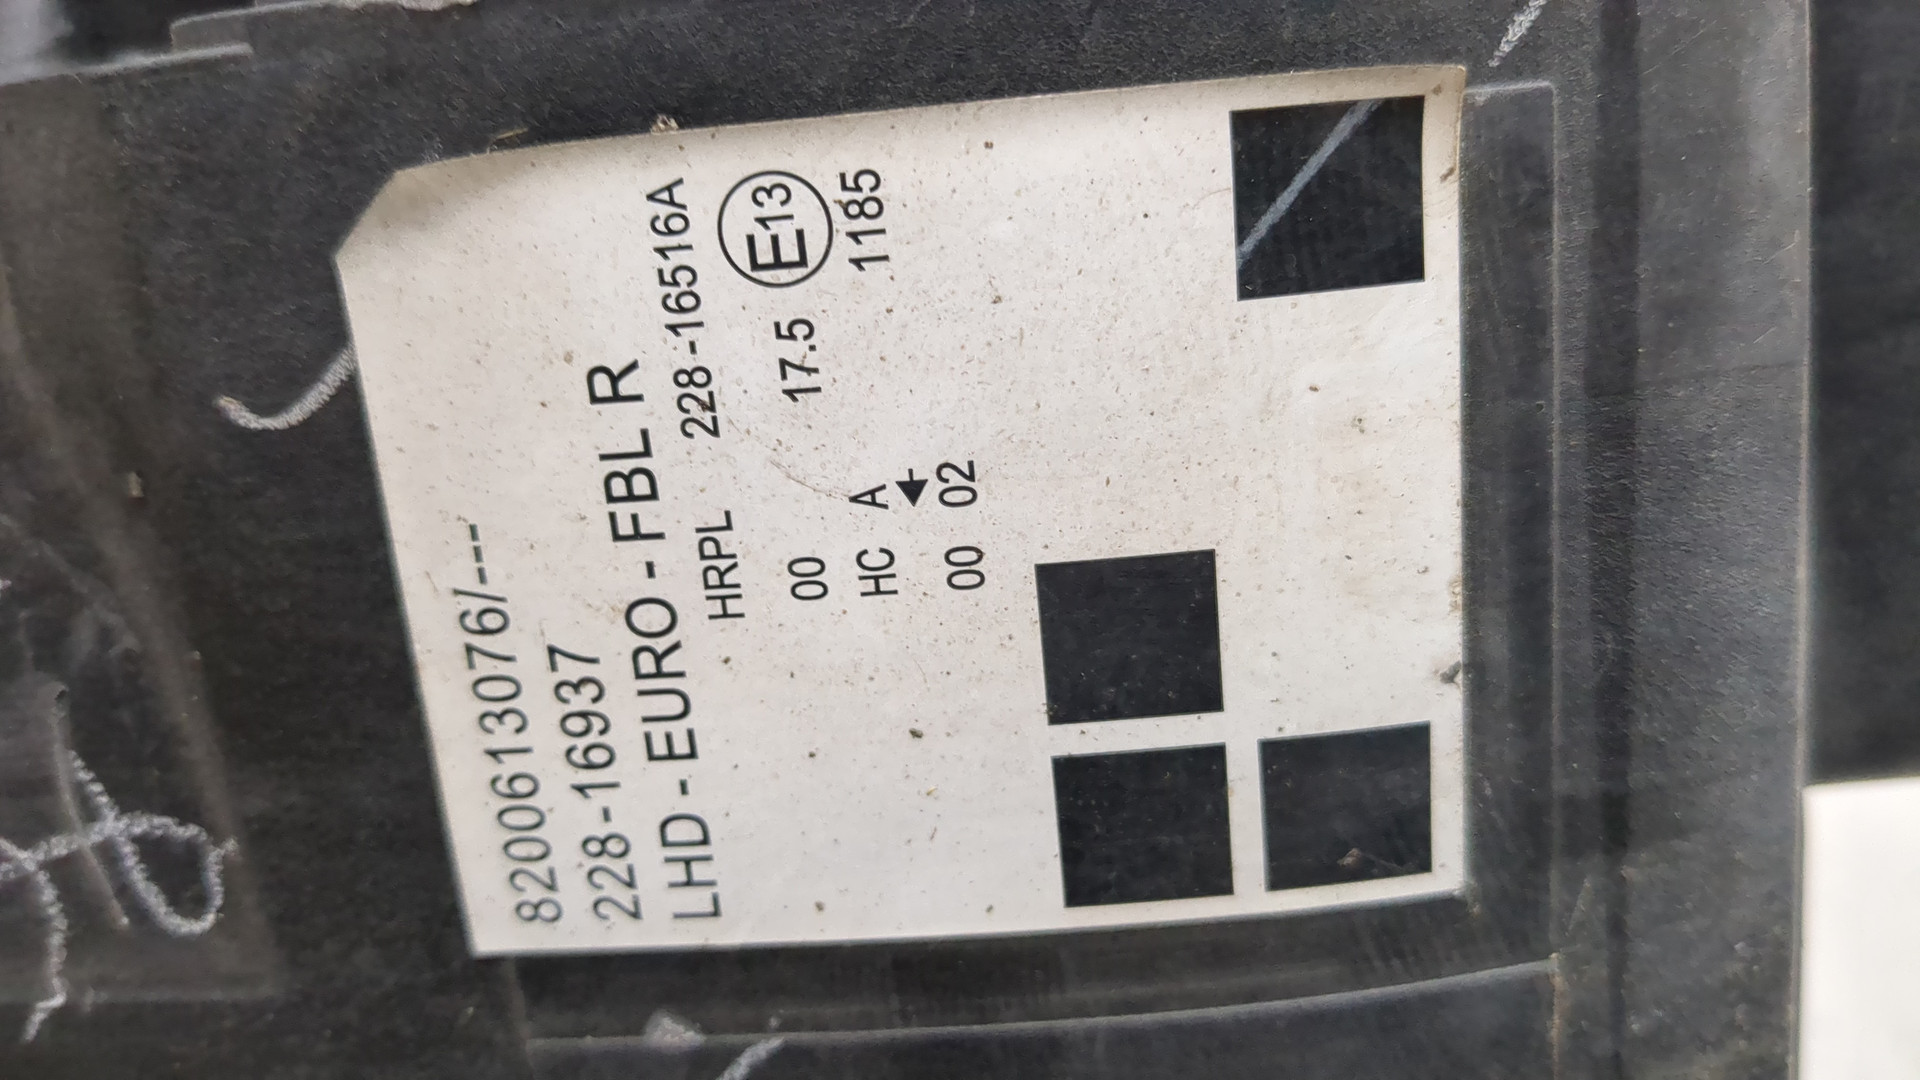 8200613076/---
228-16937
LHD - EURO - FBL R
HRPL 228-16516A
00 17.5 E13
HC A 1185
00 02